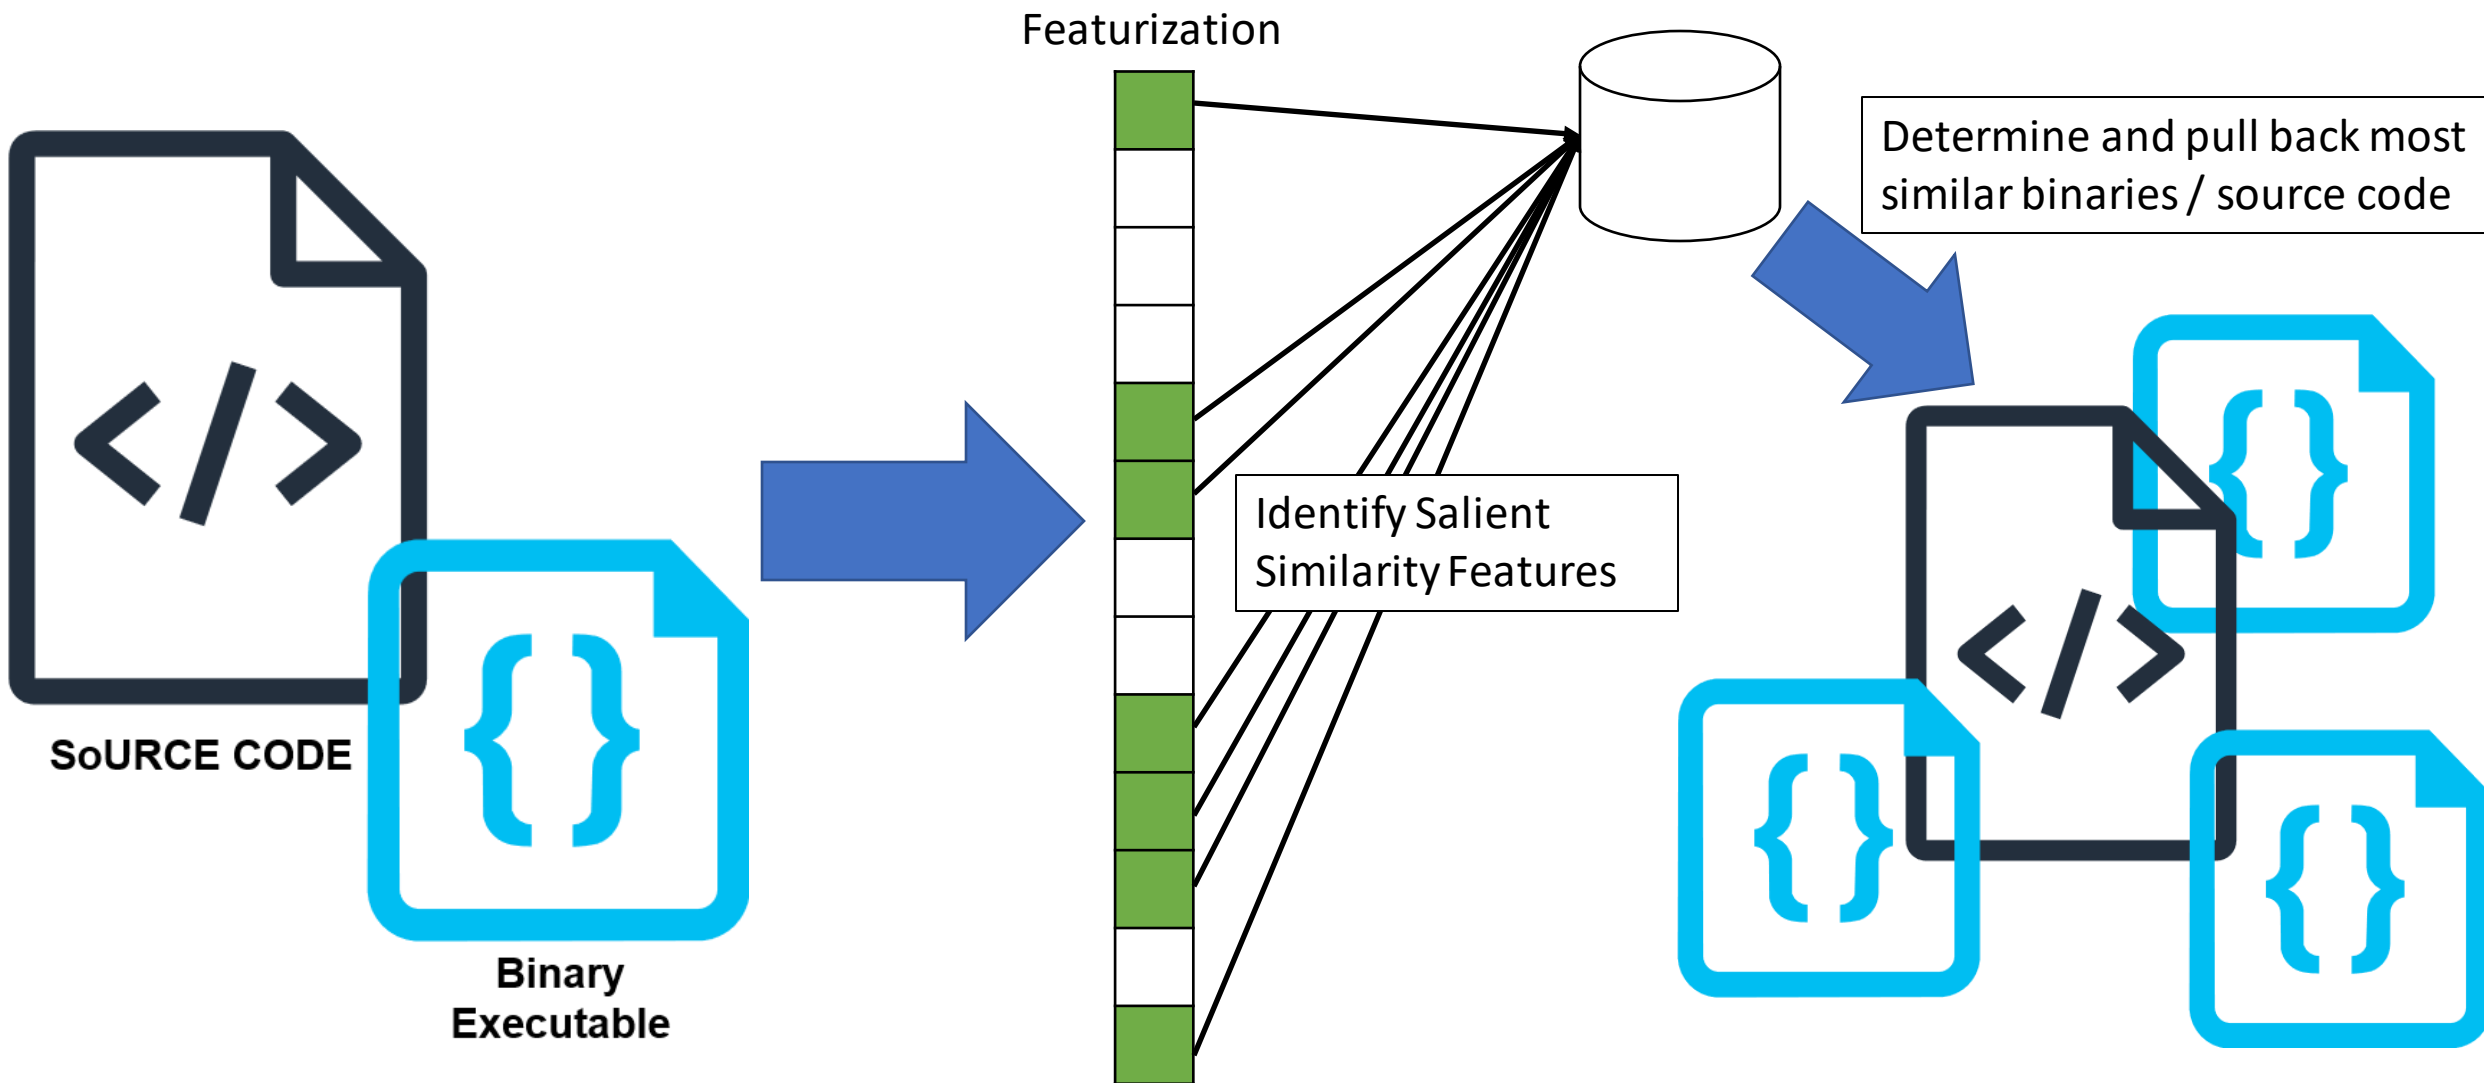 Featurization
Determine and pull back most
similar binaries / source code
</>
Identify Salient
Similarity Features
{}
</>
{}
SoURCE CODE
{}
{}
Binary
Executable